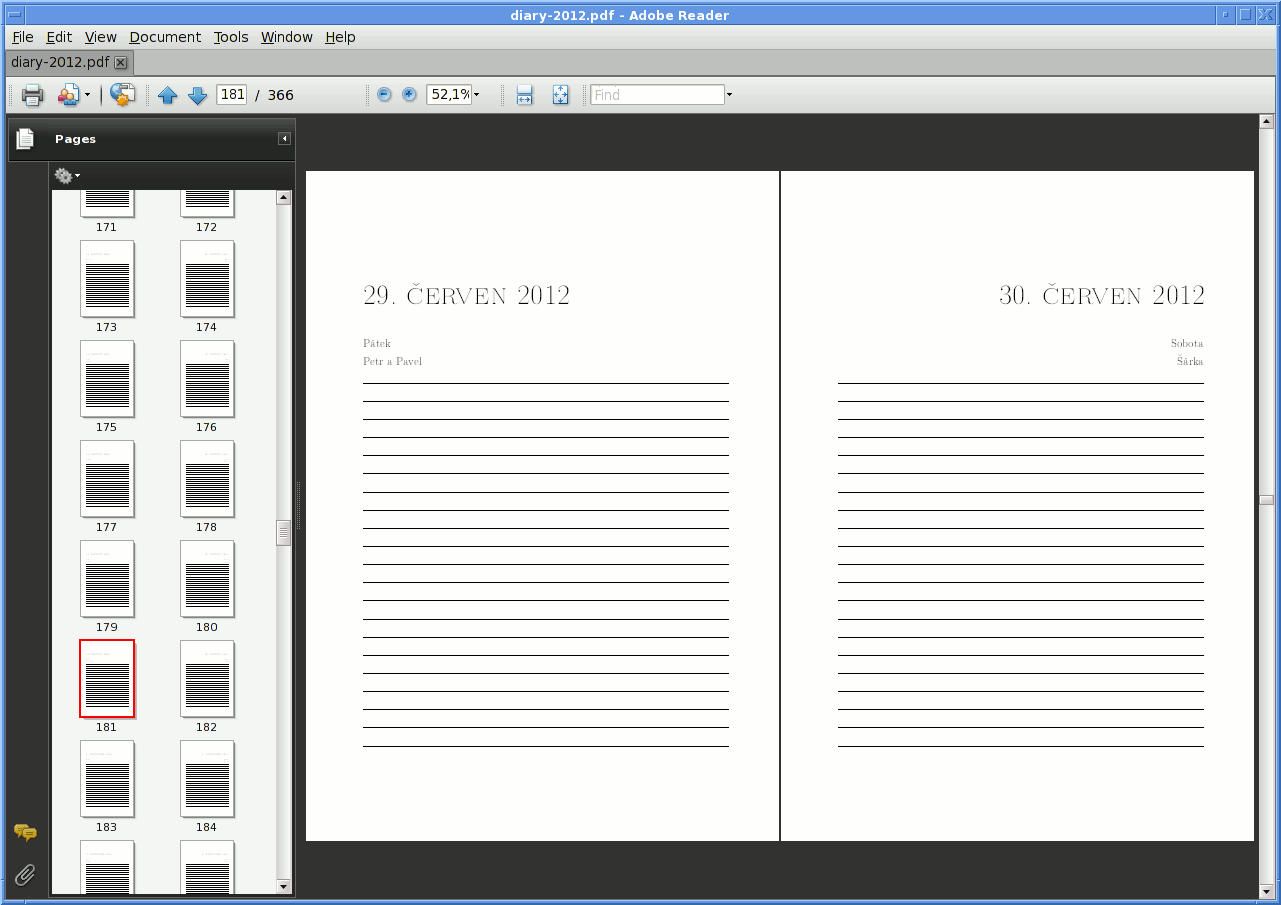 diary-2012.pdf - Adobe Reader
File Edit View Document Tools Window Help
diary-2012.pdf
181 / 366 52,1% Find
Pages
171 172
173 174
175 176
177 178
179 180
181 182
183 184
29. ČERVEN 2012
Pátek
Petr a Pavel
30. ČERVEN 2012
Sobota
Šárka